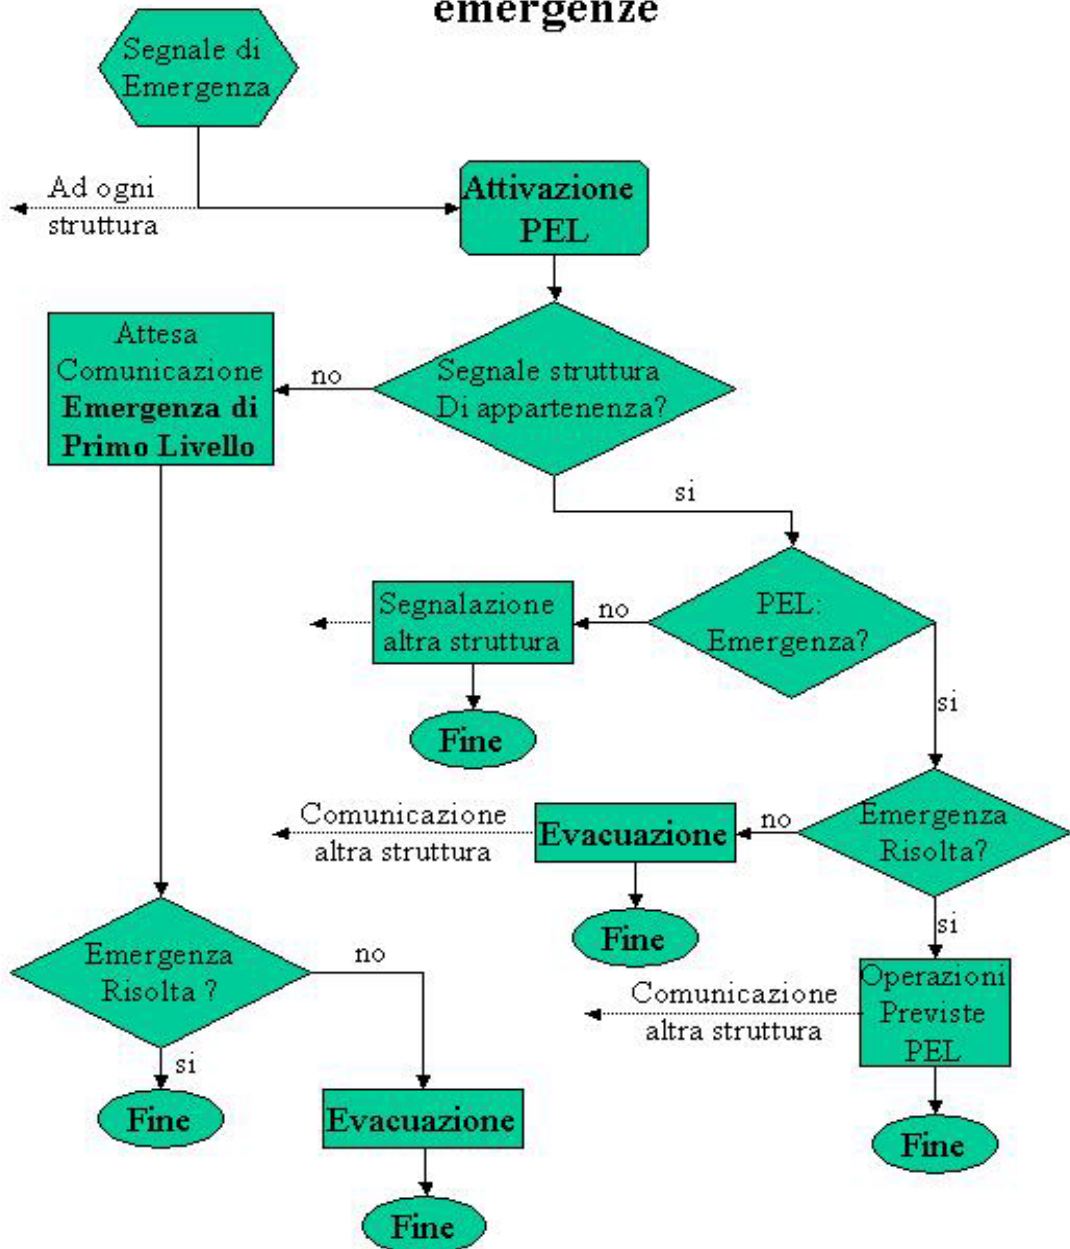 emergenze
Segnale di
Emergenza
Ad ogni
struttura
Attivazione
PEL
Segnale struttura
Di appartenenza?
no
Attesa
Comunicazione
Emergenza di
Primo Livello
si
PEL:
Emergenza?
no
Segnalazione
altra struttura
Fine
si
Emergenza
Risolta?
no
Evacuazione
Comunicazione
altra struttura
Fine
si
Operazioni
Previste
PEL
Comunicazione
altra struttura
Fine
Emergenza
Risolta ?
no
si
Fine
Evacuazione
Fine